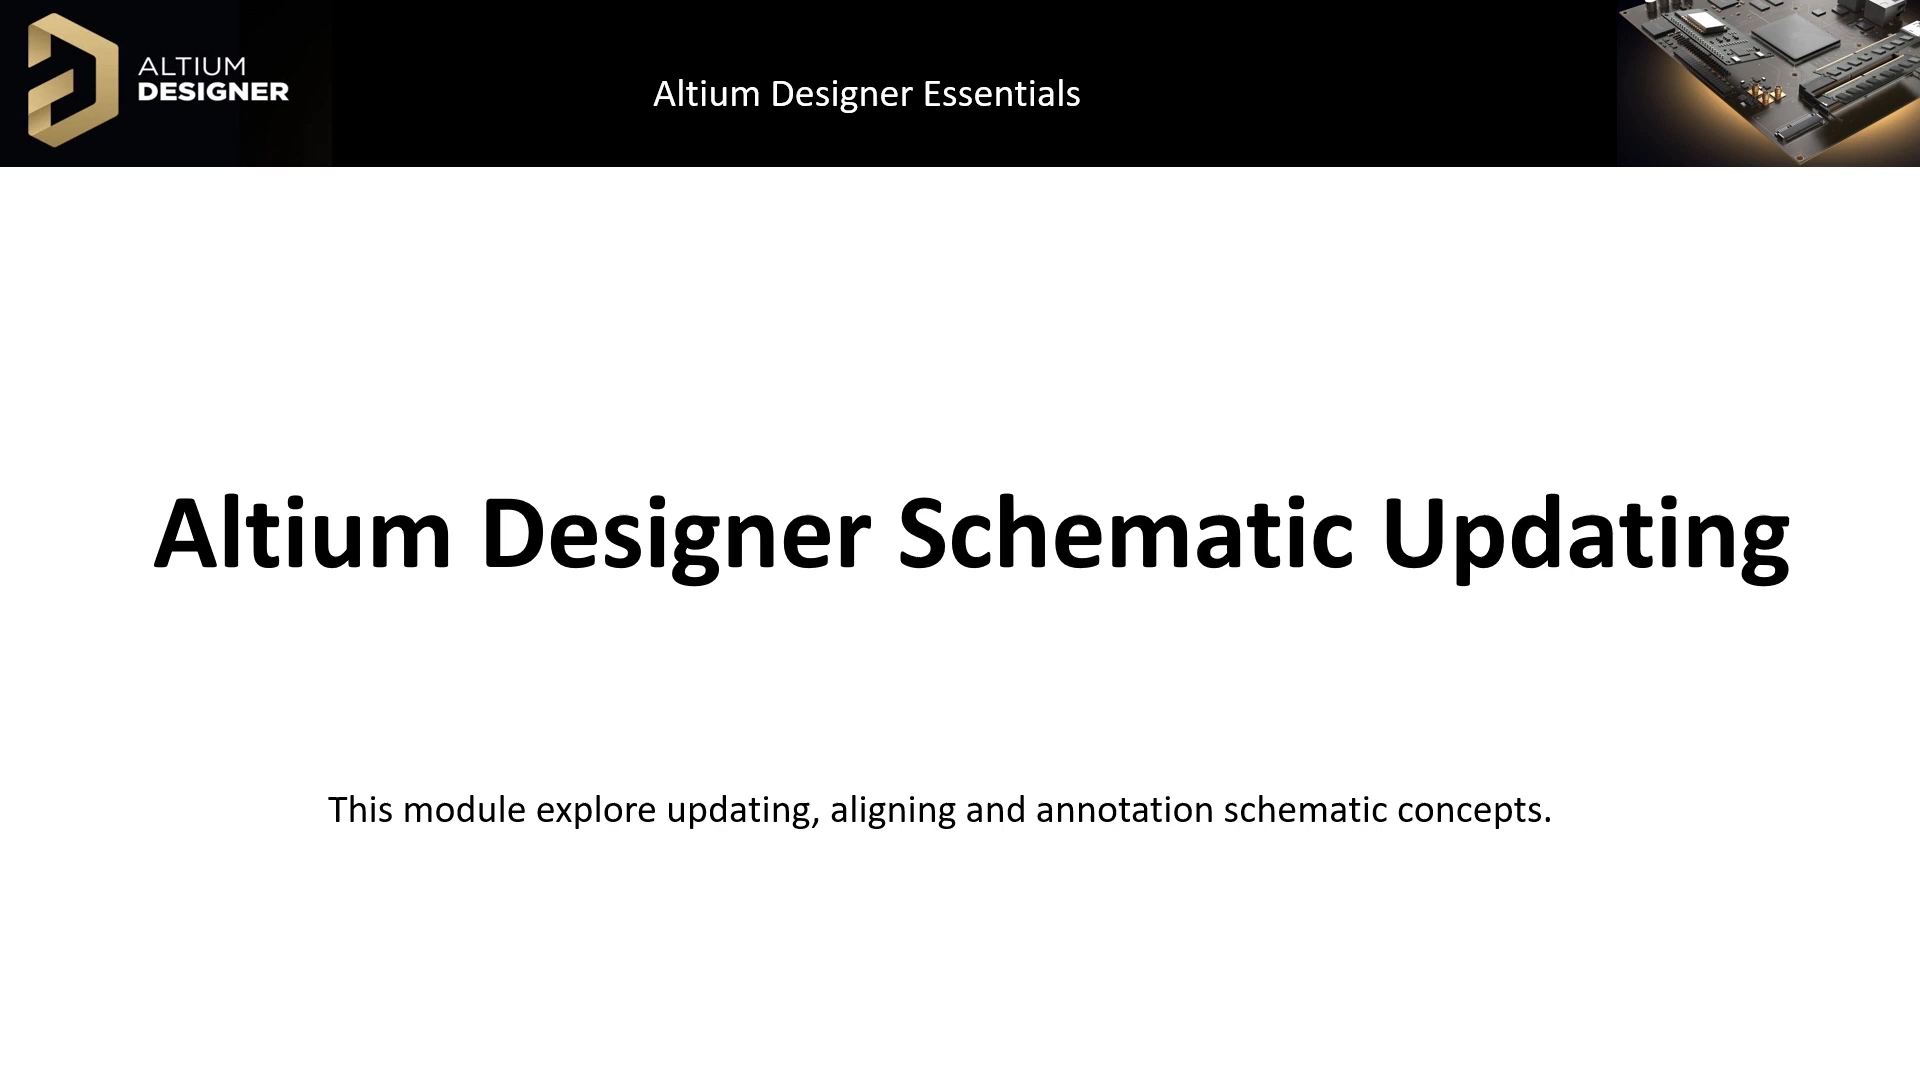 ALTIUM
DESIGNER
Altium Designer Essentials
Altium Designer Schematic Updating
This module explore updating, aligning and annotation schematic concepts.